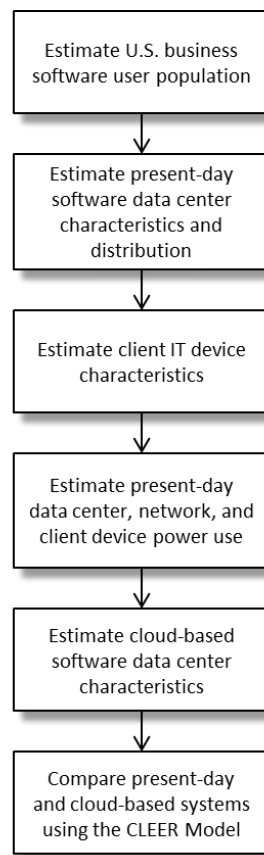 Estimate U.S. business
software user population
Estimate present-day
software data center
characteristics and
distribution
Estimate client IT device
characteristics
Estimate present-day
data center, network, and
client device power use
Estimate cloud-based
software data center
characteristics
Compare present-day
and cloud-based systems
using the CLEER Model